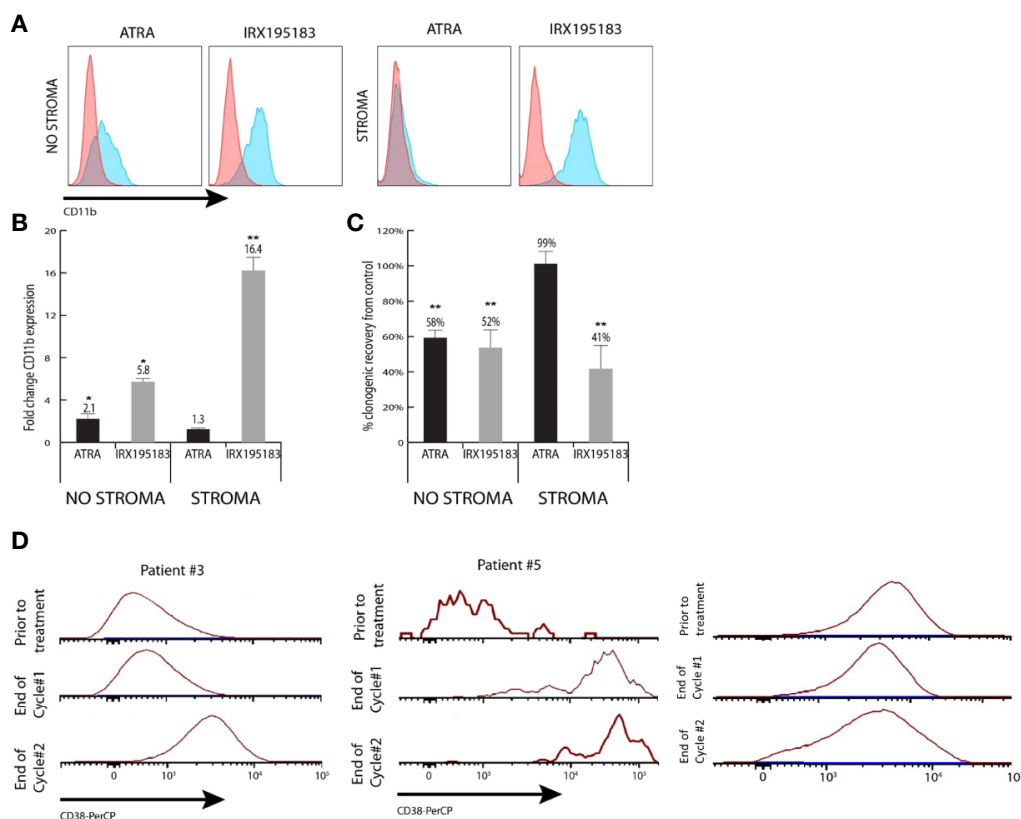 A
ATRA
IRX195183
ATRA
IRX195183
NO STROMA
STROMA
CD11b
B
Fold change CD11b expression
20
16
12
8
4
0
*
2.1
*
5.8
1.3
**
16.4
ATRA
IRX195183
ATRA
IRX195183
NO STROMA
STROMA
C
% clonogenic recovery from control
120%
100%
80%
60%
40%
20%
0
**
58%
**
52%
99%
**
41%
ATRA
IRX195183
ATRA
IRX195183
NO STROMA
STROMA
D
Patient #3
Prior to
treatment
End of
Cycle#1
End of
Cycle#2
0
10³
10⁴
10⁵
CD38-PerCP
Patient #5
Prior to
treatment
End of
Cycle#1
End of
Cycle#2
0
10³
10⁴
10⁵
CD38-PerCP
Prior to
treatment
End of
Cycle #1
End of
Cycle #2
0
10³
10⁴
10